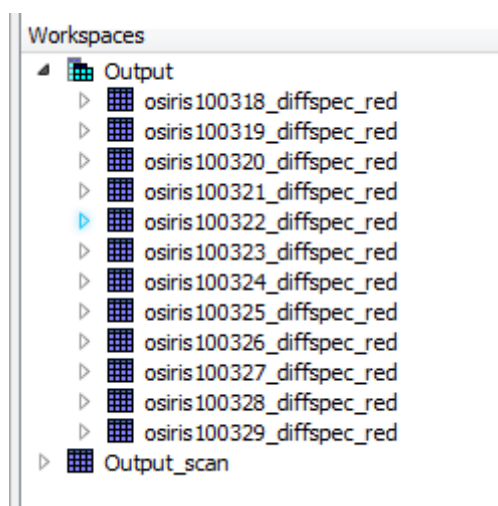 Workspaces
Output
osiris100318_diffspec_red
osiris100319_diffspec_red
osiris100320_diffspec_red
osiris100321_diffspec_red
osiris100322_diffspec_red
osiris100323_diffspec_red
osiris100324_diffspec_red
osiris100325_diffspec_red
osiris100326_diffspec_red
osiris100327_diffspec_red
osiris100328_diffspec_red
osiris100329_diffspec_red
Output_scan